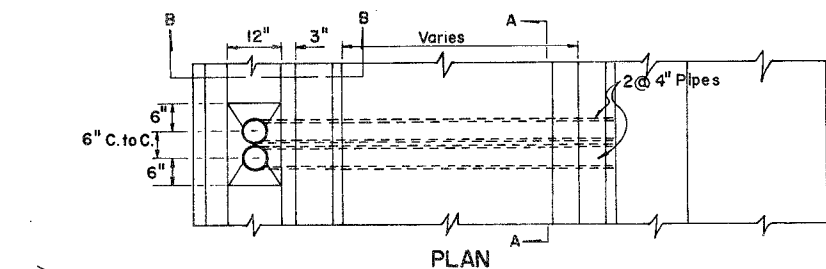 B B A
12" 3" Varies
2@ 4" Pipes
6"
6" C. to C.
6"
A
PLAN